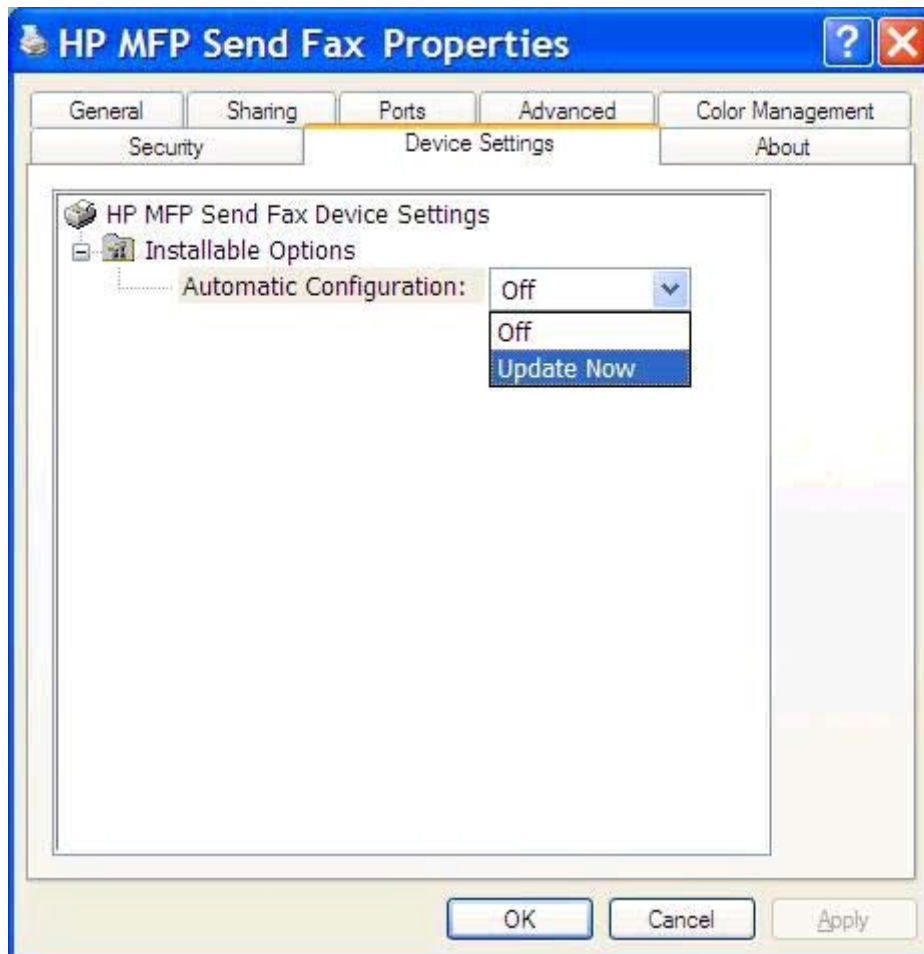 HP MFP Send Fax Properties
?
General Sharing Ports Advanced Color Management
Security Device Settings About
HP MFP Send Fax Device Settings
Installable Options
Automatic Configuration: Off
Off
Update Now
OK Cancel Apply